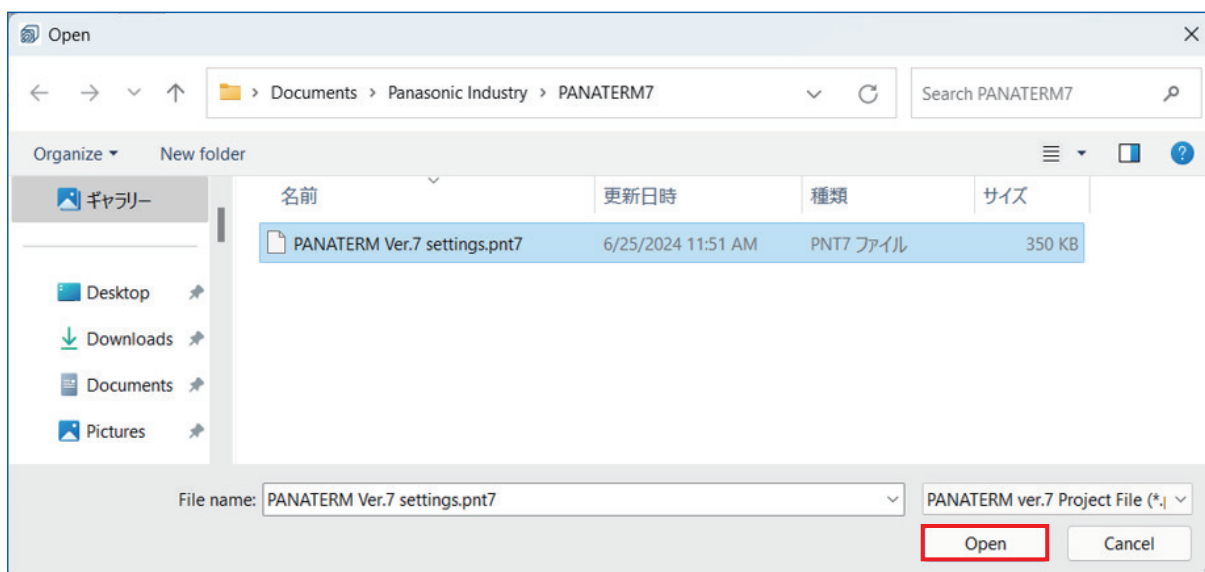 Open
Documents > Panasonic Industry > PANATERM7
Search PANATERM7
Organize
New folder
ギャラリー
名前
更新日時
種類
サイズ
PANATERM Ver.7 settings.pnt7
6/25/2024 11:51 AM
PNT7 ファイル
350 KB
Desktop
Downloads
Documents
Pictures
File name:
PANATERM Ver.7 settings.pnt7
PANATERM ver.7 Project File (*.
Open
Cancel